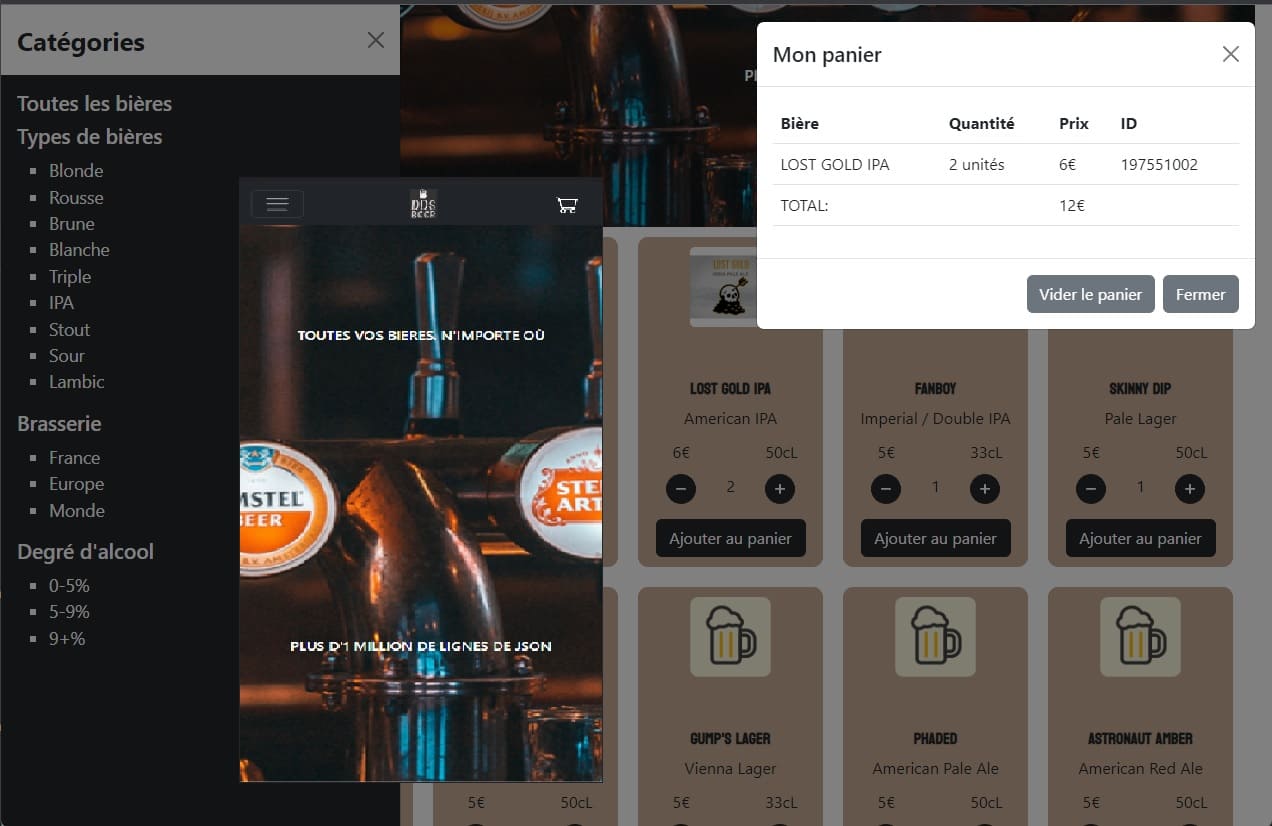 Catégories
Toutes les bières
Types de bières
Blonde
Rousse
Brune
Blanche
Triple
IPA
Stout
Sour
Lambic
Brasserie
France
Europe
Monde
Degré d'alcool
0-5%
5-9%
9+%
DDS
BEER
TOUTES VOS BIERES, N'IMPORTE OÙ
AMSTEL
BEER
STE
ART
PLUS D'1 MILLION DE LIGNES DE JSON
Mon panier
Bière Quantité Prix ID
LOST GOLD IPA 2 unités 6€ 197551002
TOTAL: 12€
Vider le panier Fermer
LOST GOLD
INDIA PALE ALE
LOST GOLD IPA
American IPA
6€ 50cL
2
Ajouter au panier
FANBOY
Imperial / Double IPA
5€ 33cL
1
Ajouter au panier
SKINNY DIP
Pale Lager
5€ 50cL
1
Ajouter au panier
5€ 50cL
GUMP'S LAGER
Vienna Lager
5€ 33cL
PHADED
American Pale Ale
5€ 50cL
ASTRONAUT AMBER
American Red Ale
5€ 50cL